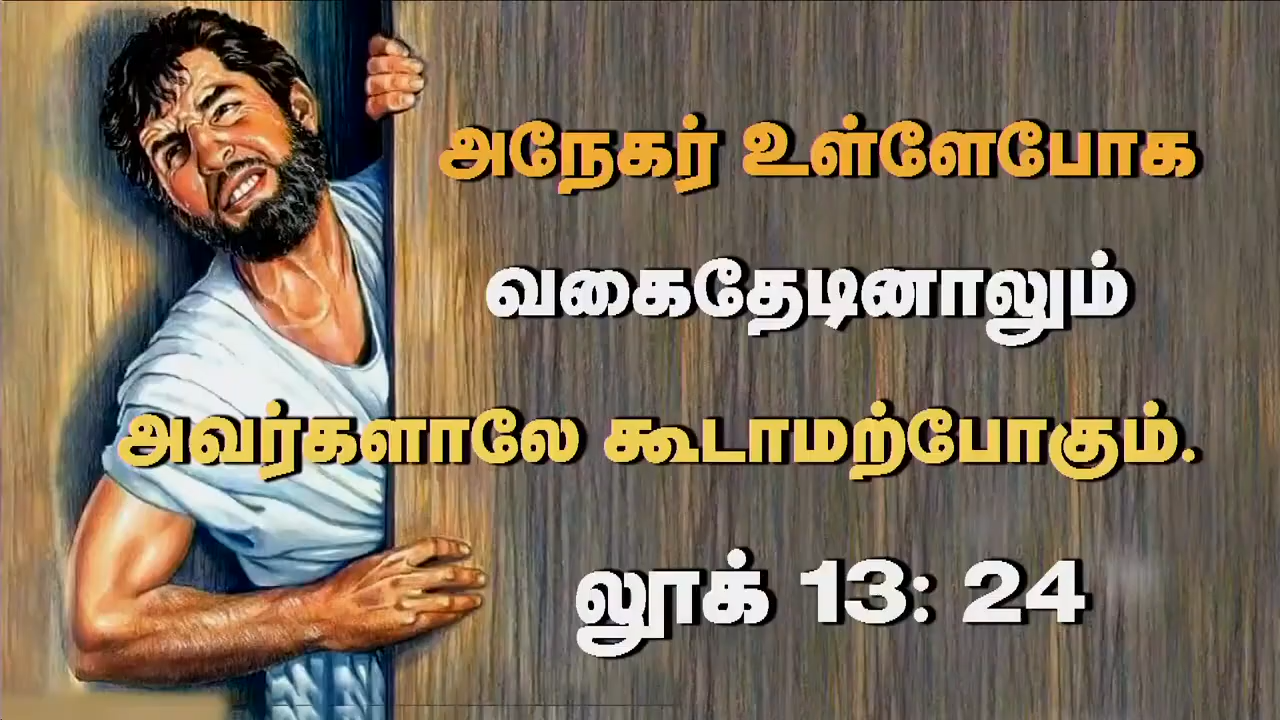 அநேகர் உள்ளேபோக
வகைதேடினாலும்
அவர்களாலே கூடாமற்போகும்.
லூக் 13: 24